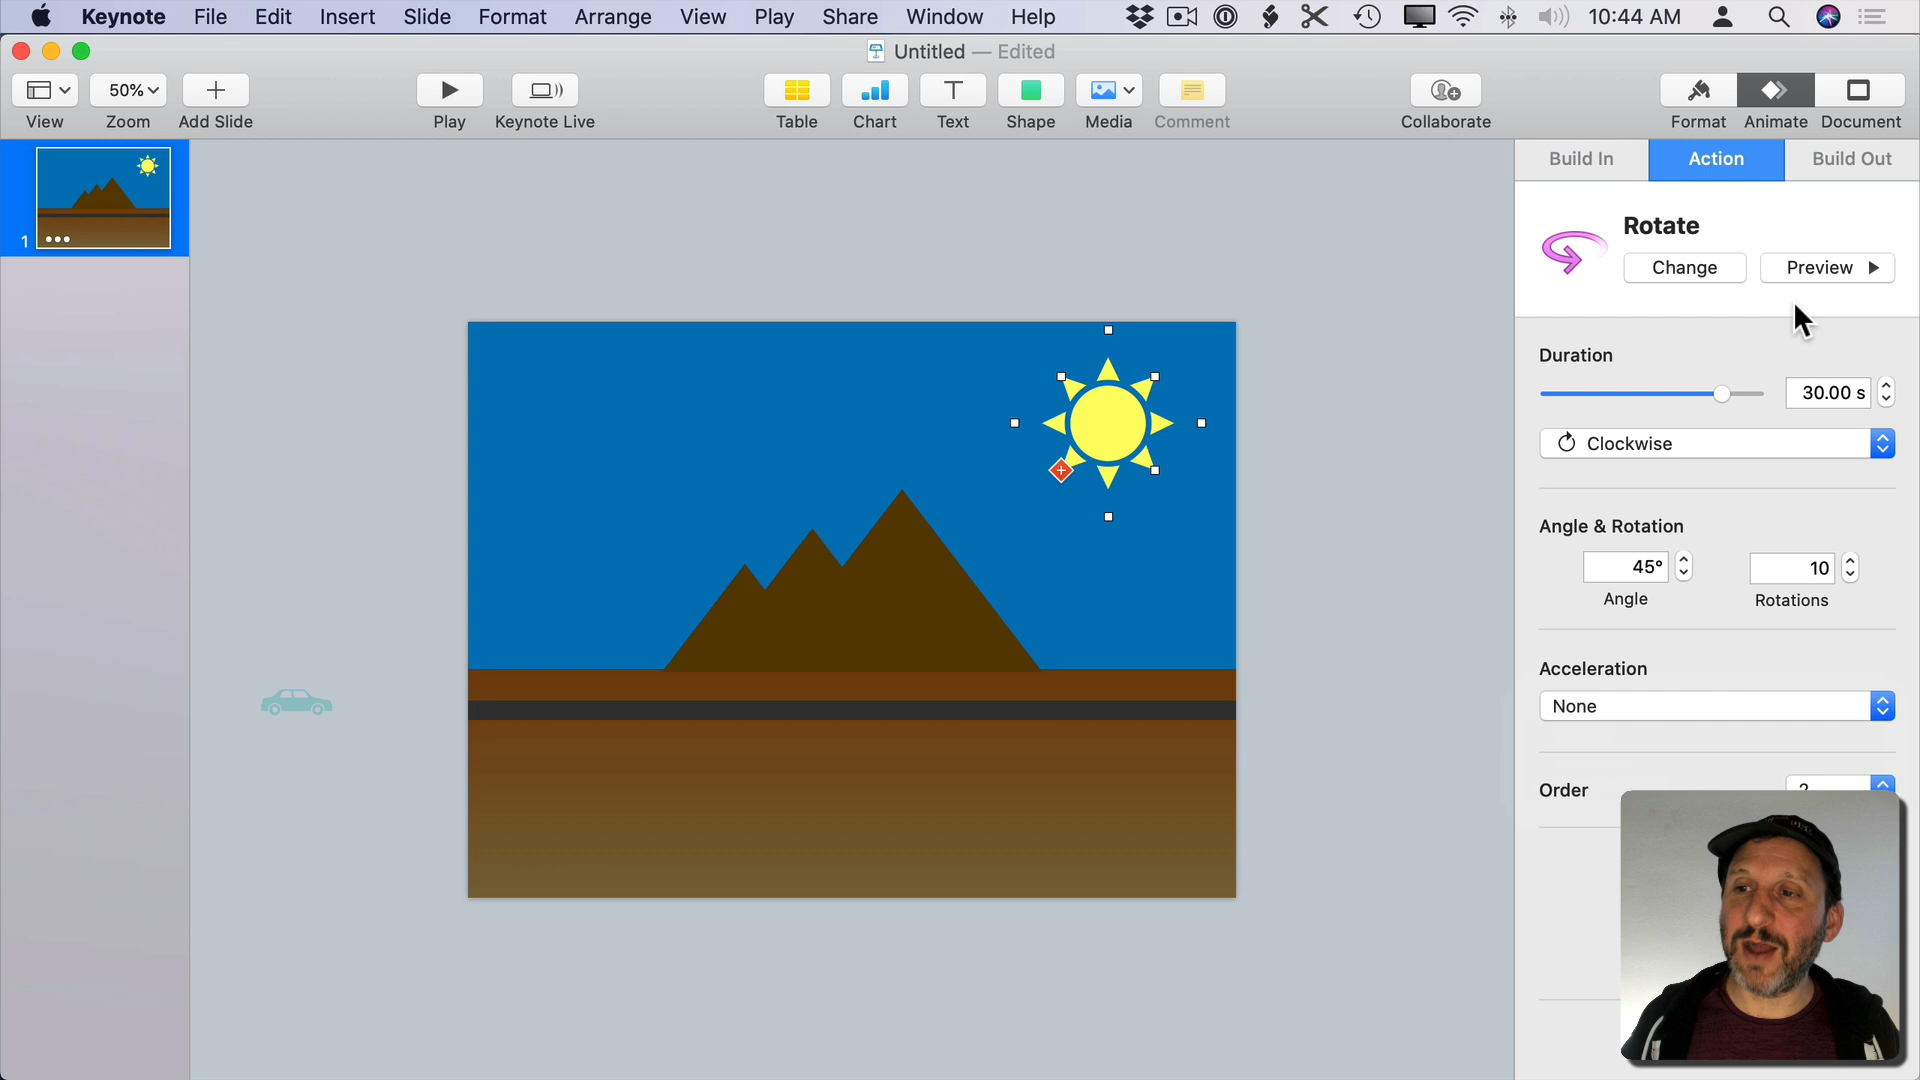 Keynote File Edit Insert Slide Format Arrange View Play Share Window Help 10:44 AM
Untitled — Edited
50%
View Zoom Add Slide Play Keynote Live Table Chart Text Shape Media Comment Collaborate Format Animate Document
Build In Action Build Out
1
Rotate
Change Preview
Duration
30.00 s
Clockwise
Angle & Rotation
45° 10
Angle Rotations
Acceleration
None
Order